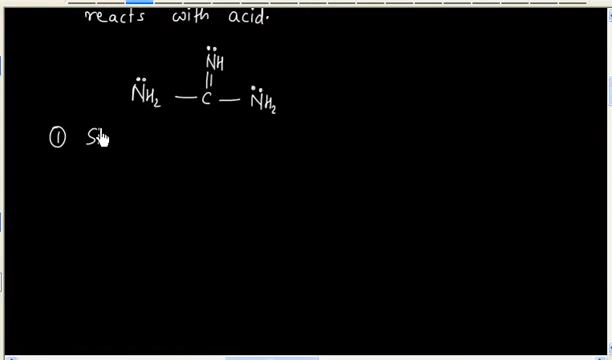 reacts with acid.
NH
||
NH2 — C — NH2
①